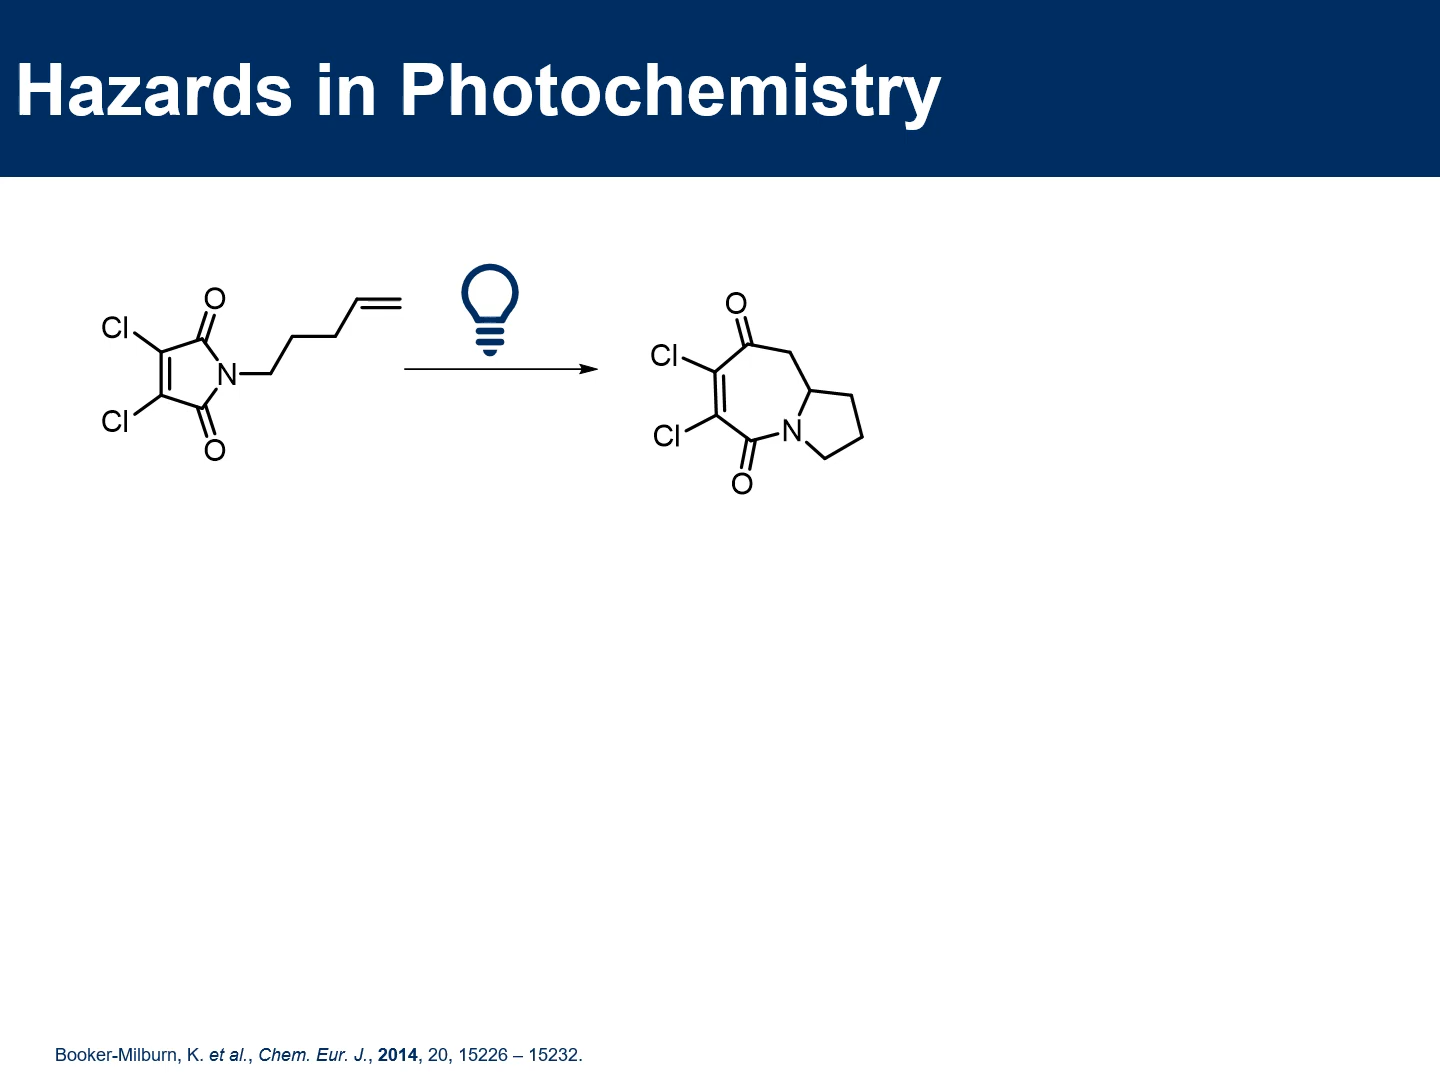 Hazards in Photochemistry
Cl
Cl
O
O
N
Cl
Cl
O
O
N
Booker-Milburn, K. et al., Chem. Eur. J., 2014, 20, 15226 – 15232.